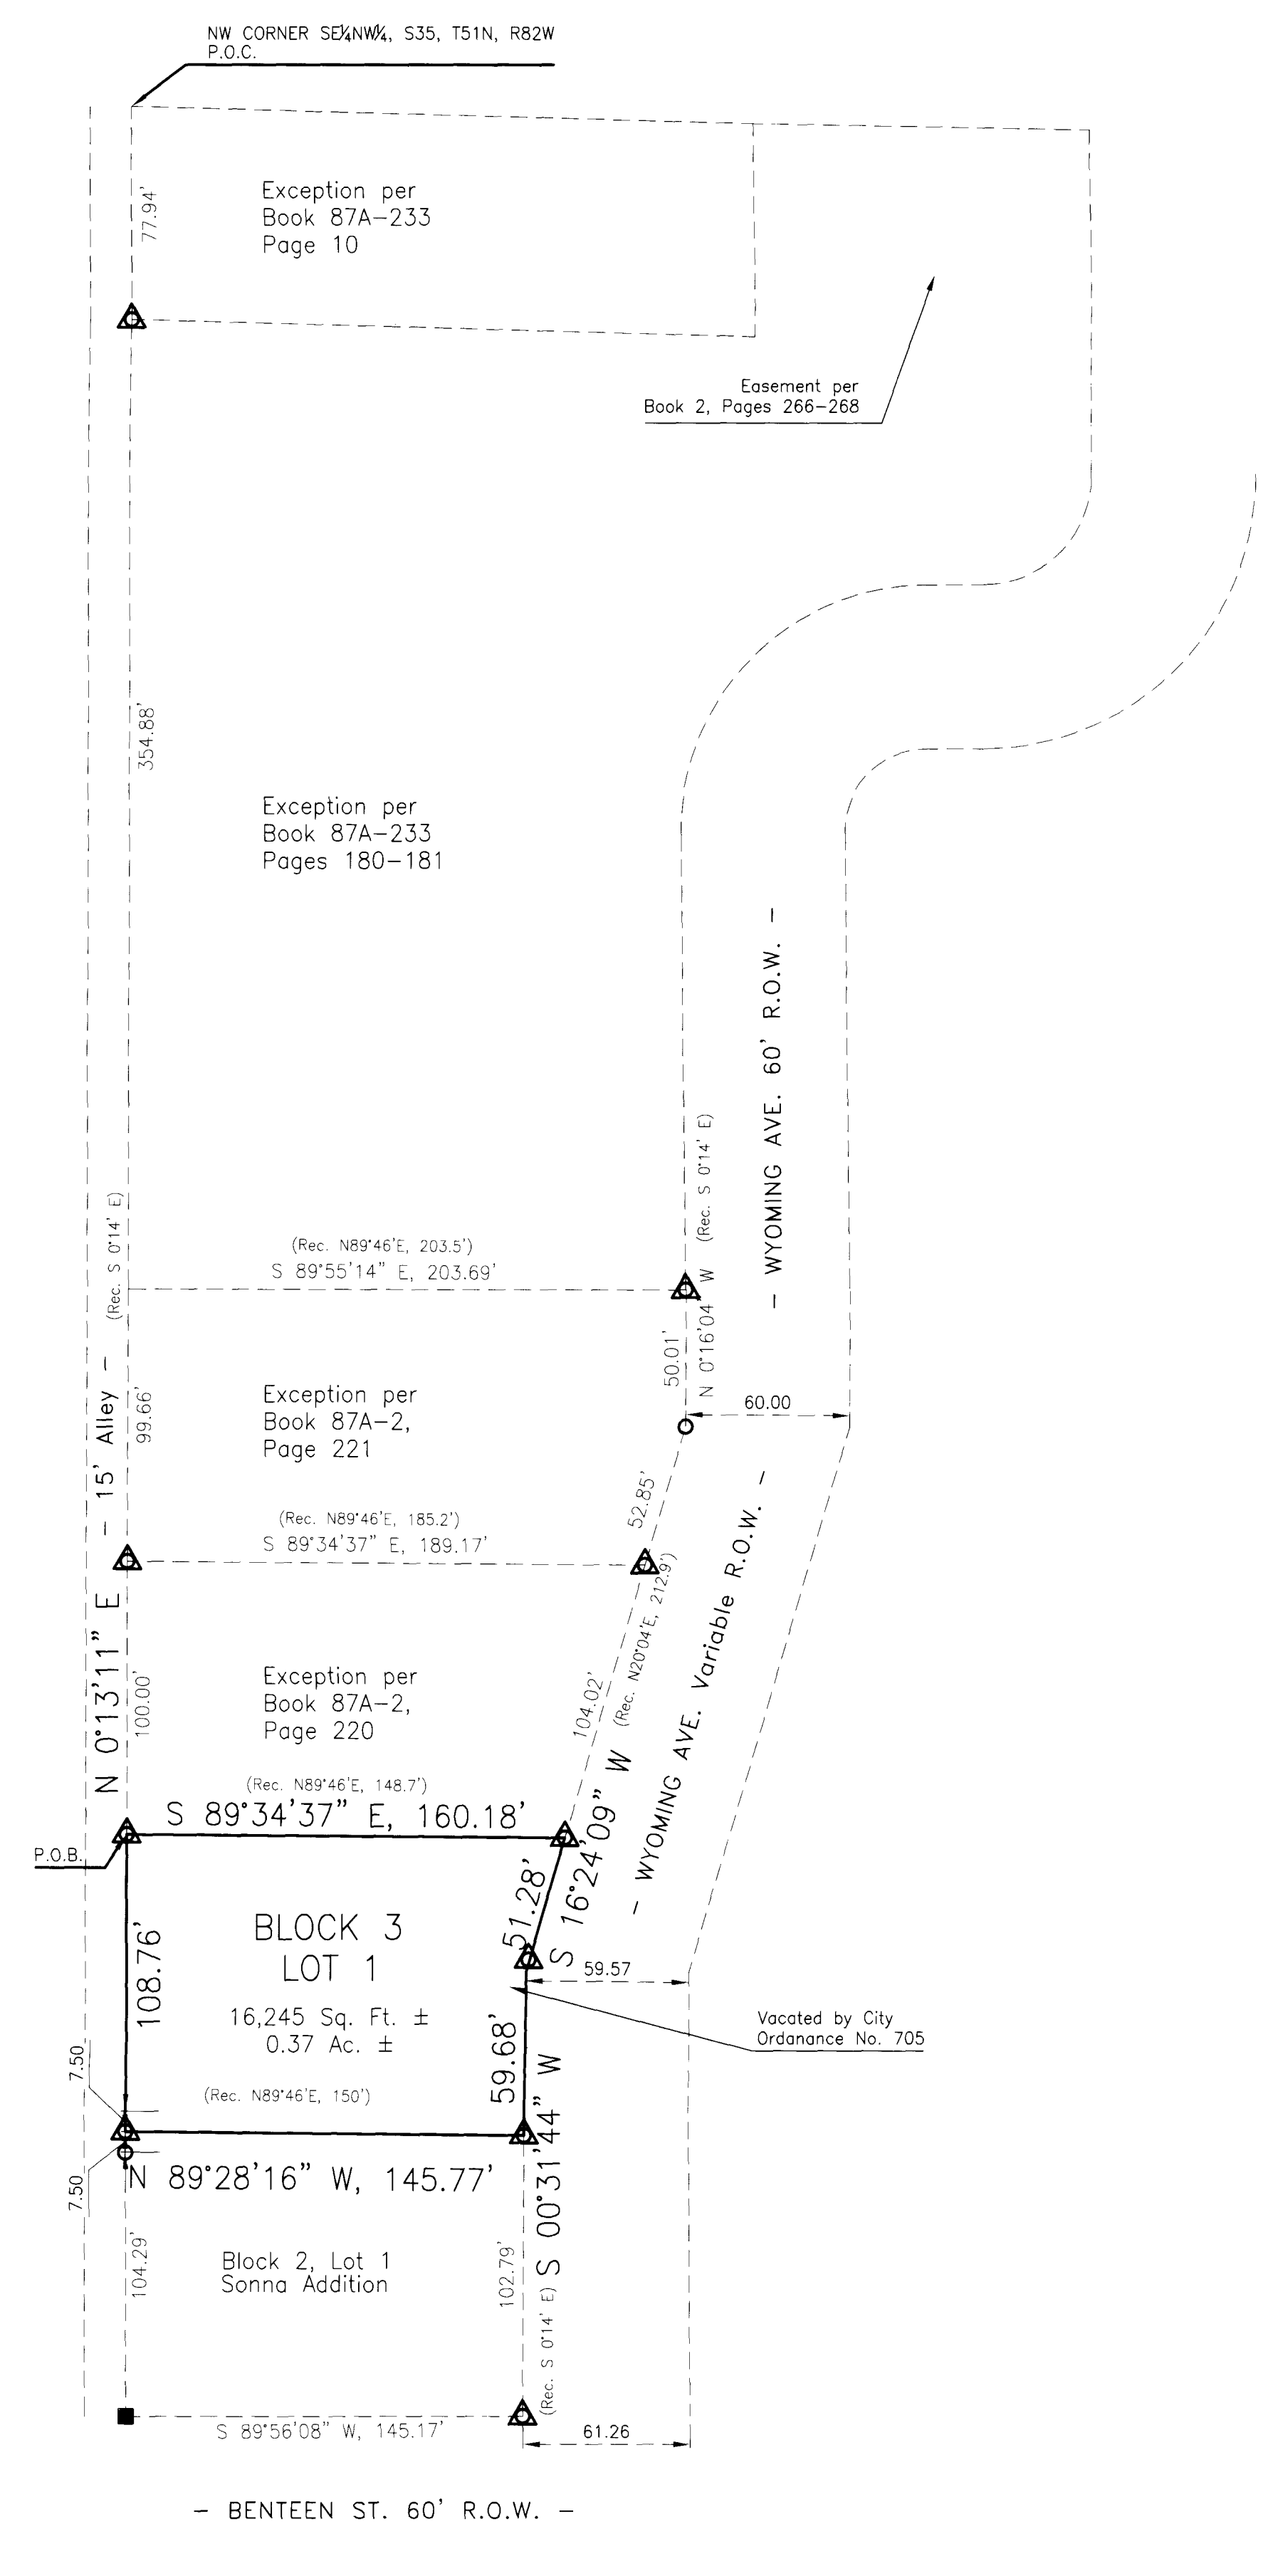 NW CORNER SE¼NW¼, S35, T51N, R82W
P.O.C.
77.94'
Exception per
Book 87A-233
Page 10
Easement per
Book 2, Pages 266-268
354.88'
Exception per
Book 87A-233
Pages 180-181
- WYOMING AVE. 60' R.O.W. -
(Rec. S 0°14' E)
N 0°16'04" W (Rec. S 0°14' E)
(Rec. N89°46'E, 203.5')
S 89°55'14" E, 203.69'
50.01'
60.00
- 15' Alley -
99.66'
Exception per
Book 87A-2,
Page 221
52.85'
(Rec. N89°46'E, 185.2')
S 89°34'37" E, 189.17'
N 0°13'11" E
100.00'
Exception per
Book 87A-2,
Page 220
104.02'
(Rec. N20°04'E, 212.9')
- WYOMING AVE. Variable R.O.W. -
(Rec. N89°46'E, 148.7')
S 89°34'37" E, 160.18'
S 16°24'09" W
P.O.B.
51.28'
BLOCK 3
LOT 1
16,245 Sq. Ft. ±
0.37 Ac. ±
108.76'
59.57
59.68'
Vacated by City
Ordanance No. 705
7.50
(Rec. N89°46'E, 150')
7.50
N 89°28'16" W, 145.77'
S 00°31'44" W
(Rec. S 0°14' E)
104.29'
Block 2, Lot 1
Sonna Addition
102.79'
S 89°56'08" W, 145.17'
61.26
- BENTEEN ST. 60' R.O.W. -